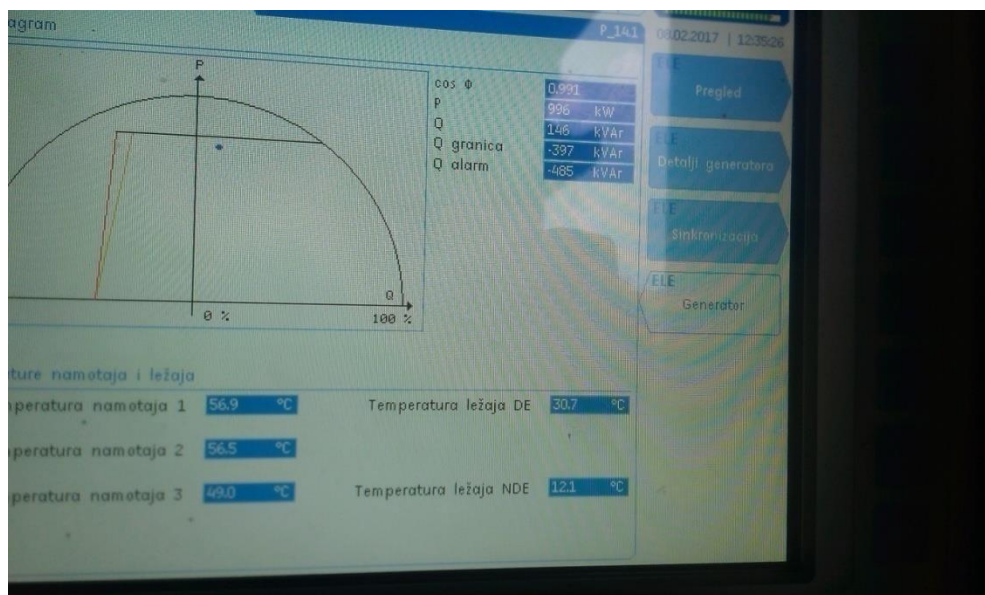 agram
P_141
08.02.2017 | 12:35:26
P
cos Φ 0.991
P 996 kW
Q 146 kVAr
Q granica -397 kVAr
Q alarm -485 kVAr
Q
0 %
100 %
ELE
Pregled
ELE
Detalji generatora
ELE
Sinkronizacija
ELE
Generator
ture namotaja i ležaja
peratura namotaja 1 56.9 °C
Temperatura ležaja DE 30.7 °C
peratura namotaja 2 56.5 °C
peratura namotaja 3 49.0 °C
Temperatura ležaja NDE 12.1 °C